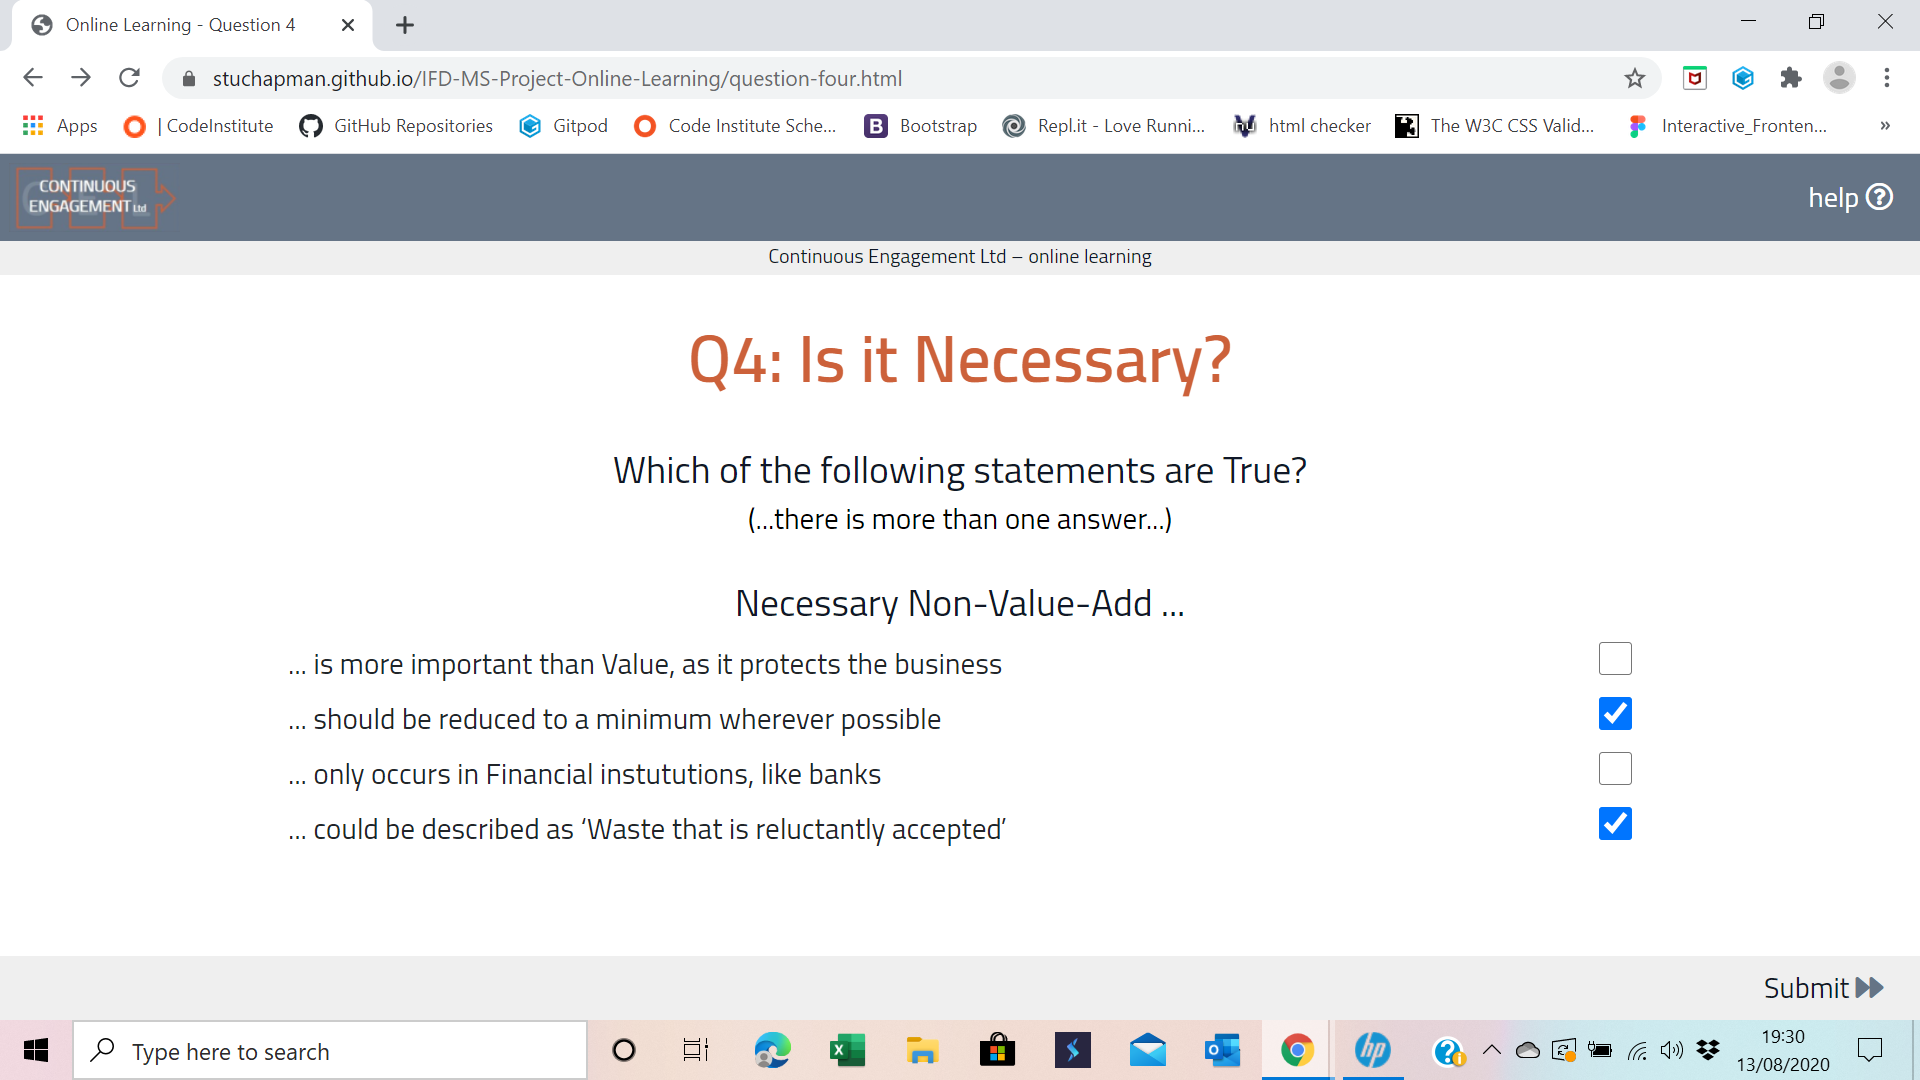 Online Learning - Question 4
stuchapman.github.io/IFD-MS-Project-Online-Learning/question-four.html
Apps | CodeInstitute GitHub Repositories Gitpod Code Institute Sche... B Bootstrap Repl.it - Love Runni... html checker The W3C CSS Valid... Interactive_Fronten... »
CONTINUOUS
ENGAGEMENT Ltd
help ?
Continuous Engagement Ltd – online learning
Q4: Is it Necessary?
Which of the following statements are True?
(...there is more than one answer...)
Necessary Non-Value-Add ...
... is more important than Value, as it protects the business
... should be reduced to a minimum wherever possible
... only occurs in Financial instututions, like banks
... could be described as ‘Waste that is reluctantly accepted’
Submit
Type here to search
19:30
13/08/2020